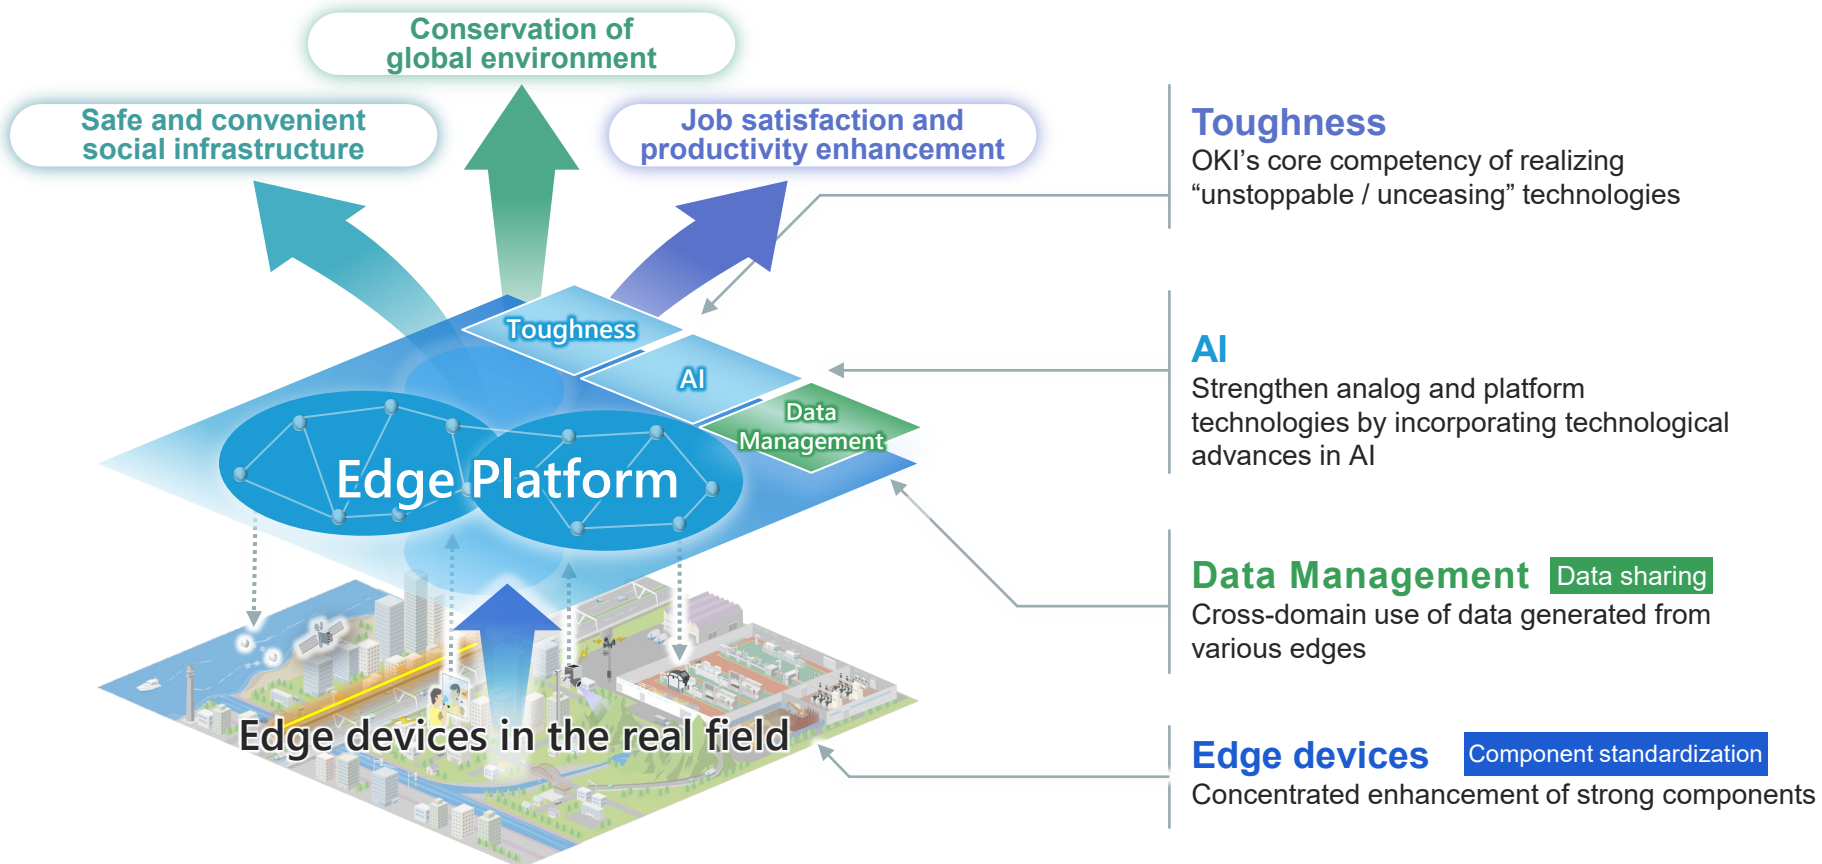 Conservation of
global environment
Safe and convenient
social infrastructure
Job satisfaction and
productivity enhancement
Toughness
AI
Data
Management
Edge Platform
Edge devices in the real field
Toughness
OKI’s core competency of realizing
“unstoppable / unceasing” technologies
AI
Strengthen analog and platform
technologies by incorporating technological
advances in AI
Data Management Data sharing
Cross-domain use of data generated from
various edges
Edge devices Component standardization
Concentrated enhancement of strong components